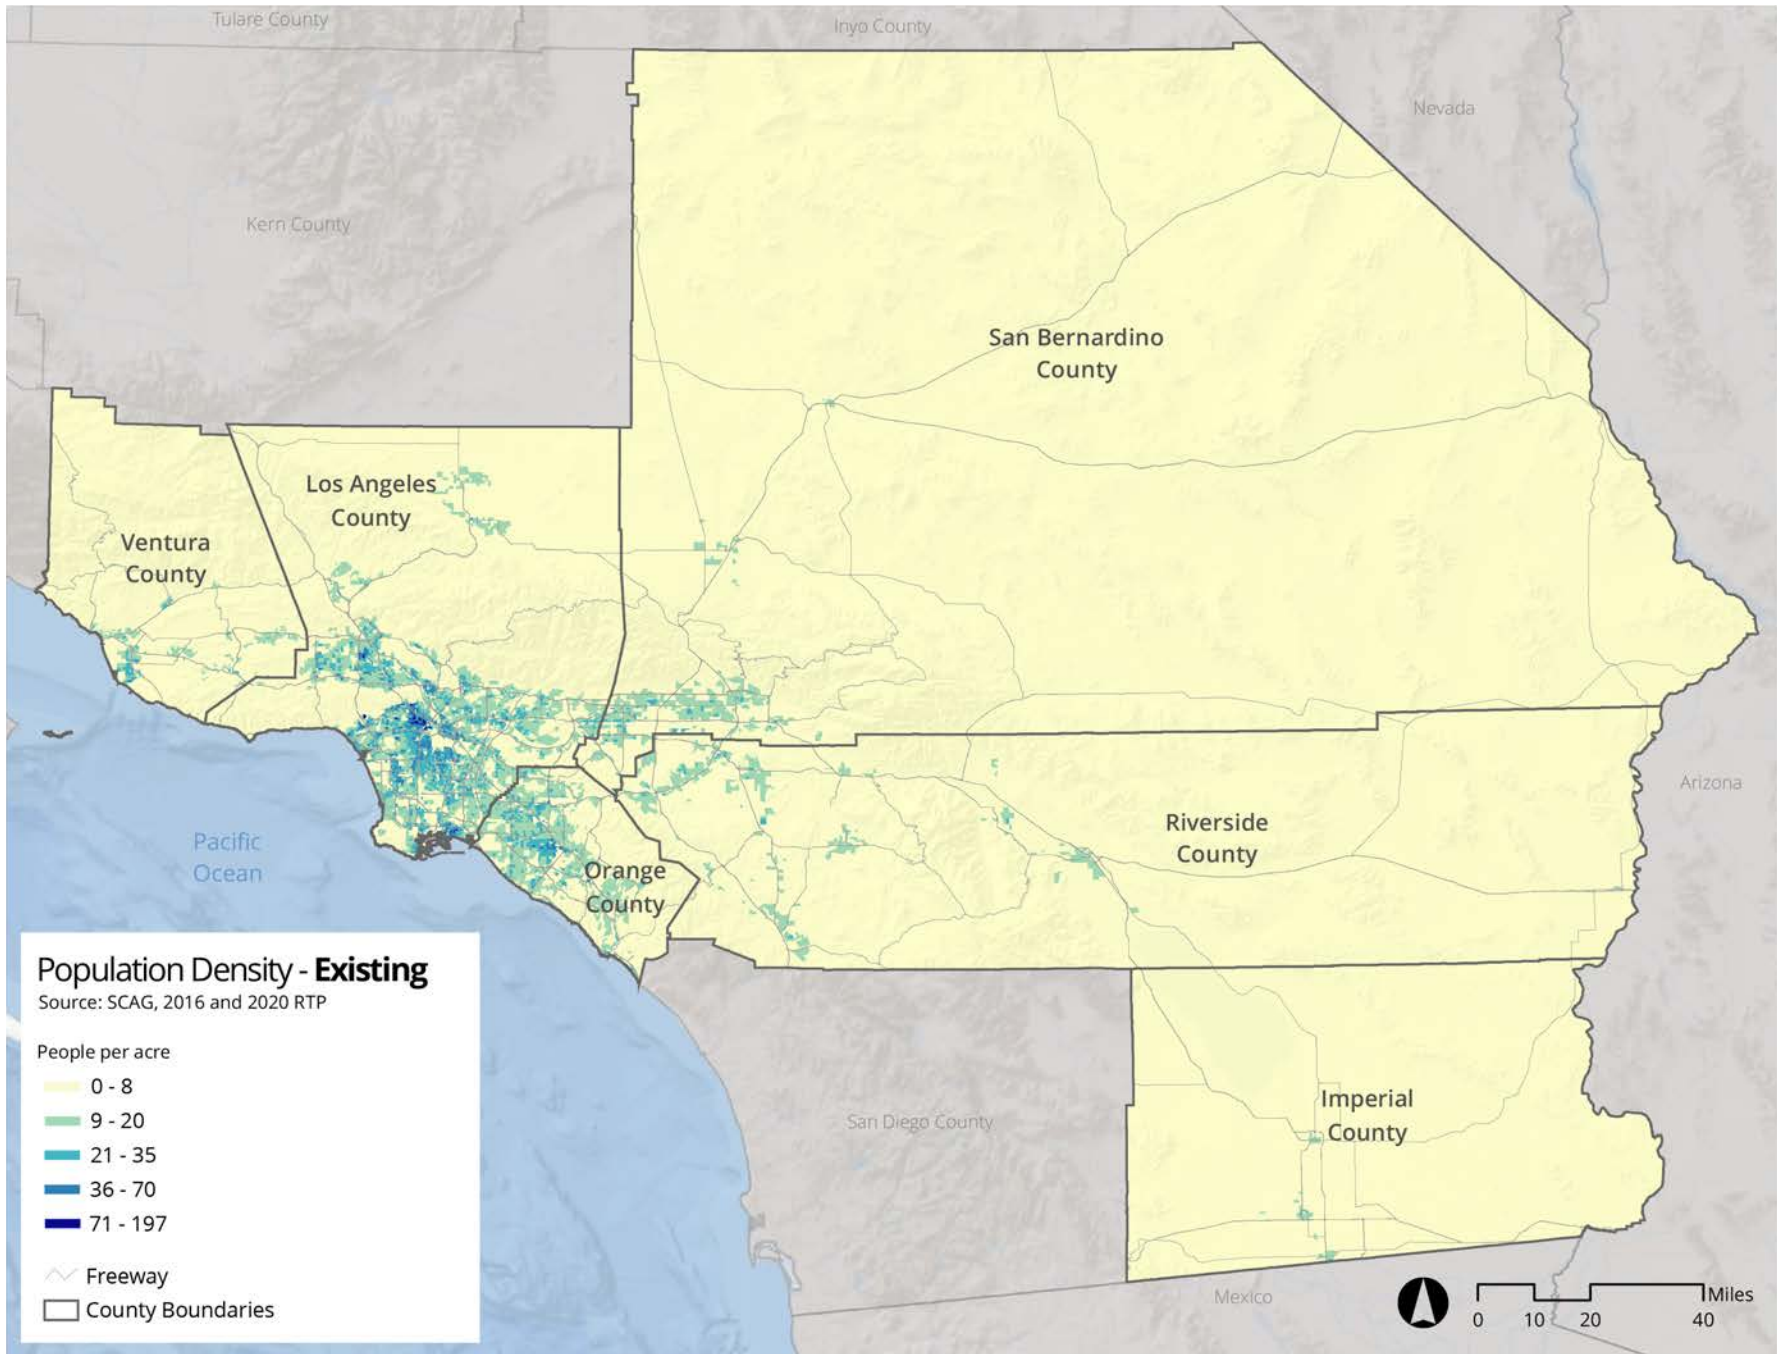 Tulare County
Inyo County
Nevada
Kern County
San Bernardino
County
Los Angeles
County
Ventura
County
Riverside
County
Arizona
Pacific
Ocean
Orange
County
Population Density - Existing
Source: SCAG, 2016 and 2020 RTP
People per acre
0 - 8
9 - 20
21 - 35
36 - 70
71 - 197
Freeway
County Boundaries
San Diego County
Imperial
County
Mexico
Miles
0 10 20 40